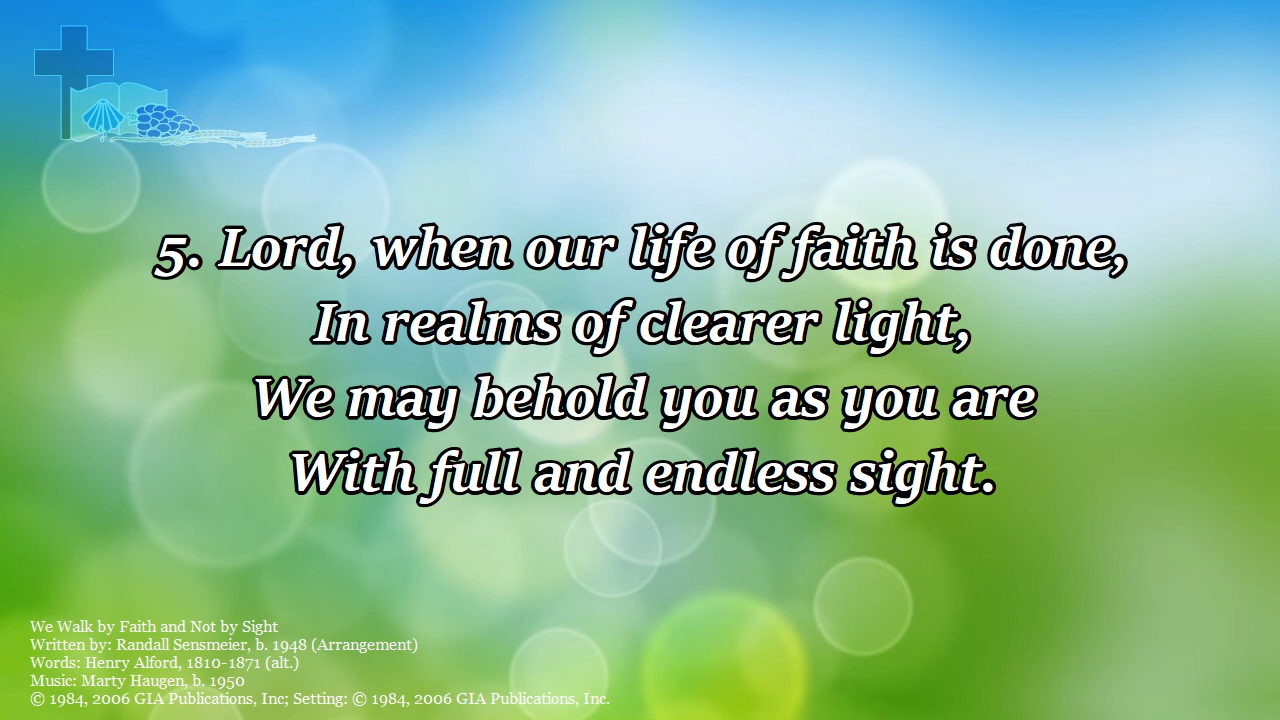 5. Lord, when our life of faith is done,
In realms of clearer light,
We may behold you as you are
With full and endless sight.
We Walk by Faith and Not by Sight
Written by: Randall Sensmeier, b. 1948 (Arrangement)
Words: Henry Alford, 1810-1871 (alt.)
Music: Marty Haugen, b. 1950
© 1984, 2006 GIA Publications, Inc; Setting: © 1984, 2006 GIA Publications, Inc.